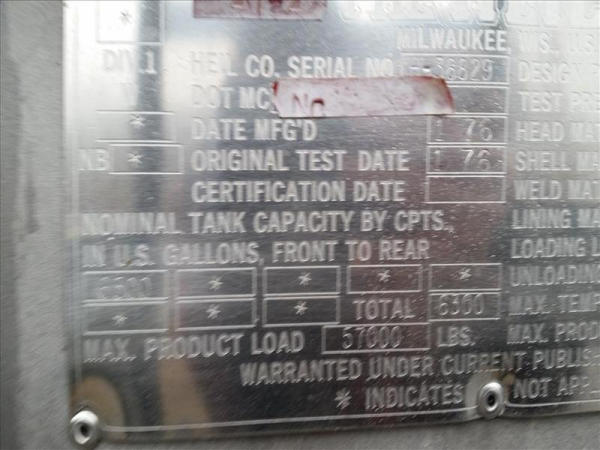 *
MILWAUKEE, WIS., U.S.
DIV.1 HEIL CO. SERIAL NO. 36529 DESIGN
V DOT MC No TEST PRE
* DATE MFG'D 1 76 HEAD MAT
NB * ORIGINAL TEST DATE 1 76 SHELL MA
CERTIFICATION DATE WELD MAT
NOMINAL TANK CAPACITY BY CPTS., LINING MA
IN U.S. GALLONS, FRONT TO REAR LOADING L
* * * * UNLOADING
* * * TOTAL 6300 MAX. TEMP
MAX. PRODUCT LOAD 57000 LBS. MAX. PROD
WARRANTED UNDER CURRENT PUBLIS
* INDICATES NOT APP